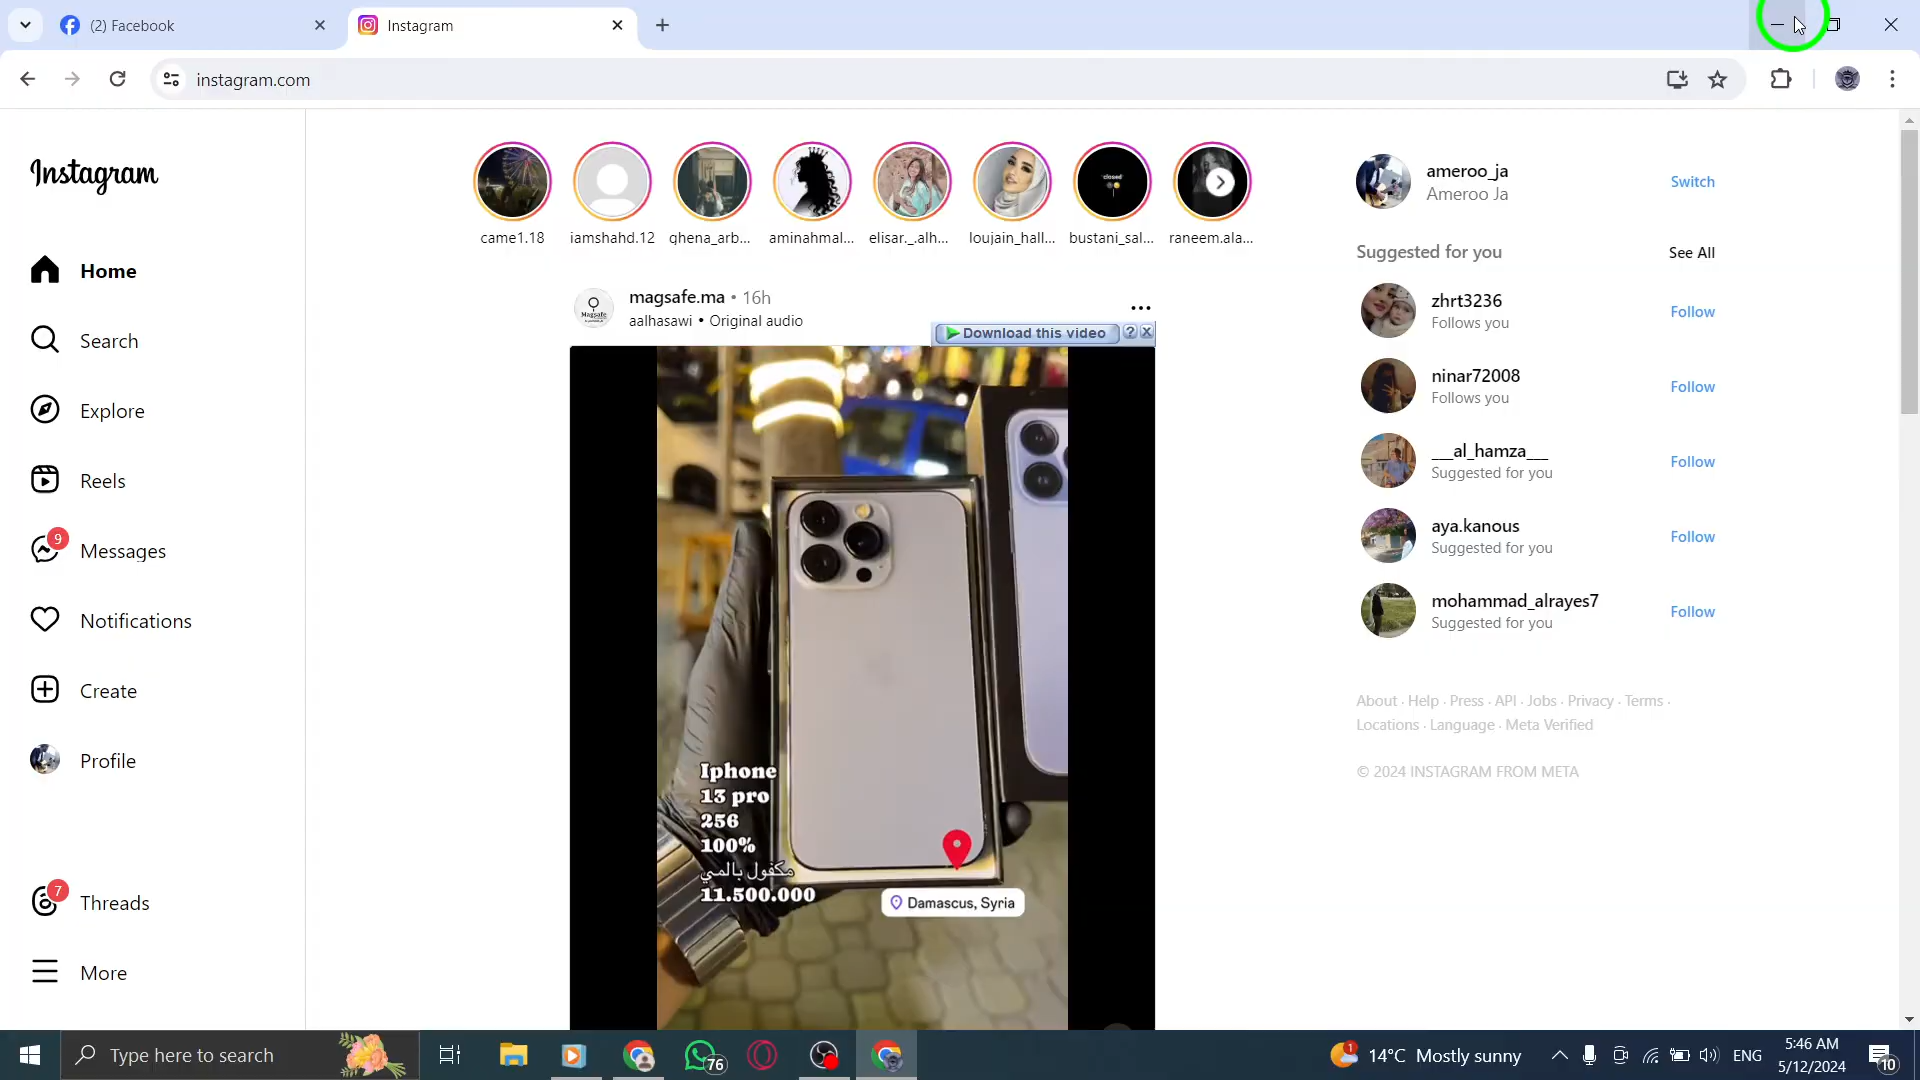 (2) Facebook
Instagram
instagram.com
Instagram
Home
Search
Explore
Reels
9
Messages
Notifications
Create
Profile
7
Threads
More
came1.18
iamshahd.12
ghena_arb...
aminahmal...
elisar._.alh...
loujain_hall...
closed
bustani_sal...
raneem.ala...
magsafe.ma • 16h
aalhasawi • Original audio
Download this video
?
Magsafe
Iphone
13 pro
256
100%
مكفول بالمي
11.500.000
Damascus, Syria
ameroo_ja
Ameroo Ja
Switch
Suggested for you
See All
zhrt3236
Follows you
Follow
ninar72008
Follows you
Follow
___al_hamza___
Suggested for you
Follow
aya.kanous
Suggested for you
Follow
mohammad_alrayes7
Suggested for you
Follow
About · Help · Press · API · Jobs · Privacy · Terms ·
Locations · Language · Meta Verified
© 2024 INSTAGRAM FROM META
Type here to search
76
1
14°C Mostly sunny
ENG
5:46 AM
5/12/2024
10